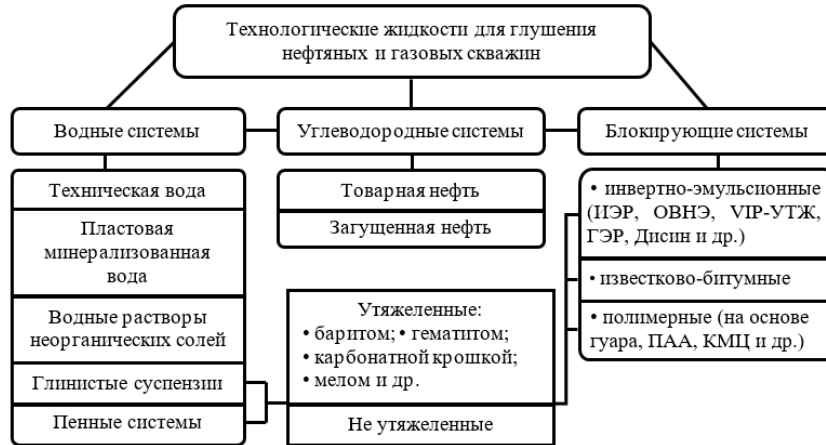 Технологические жидкости для глушения
нефтяных и газовых скважин
Водные системы
Углеводородные системы
Блокирующие системы
Техническая вода
Пластовая
минерализованная
вода
Водные растворы
неорганических солей
Глинистые суспензии
Пенные системы
Товарная нефть
Загущенная нефть
Утяжеленные:
• баритом; • гематитом;
• карбонатной крошкой;
• мелом и др.
Не утяжеленные
• инвертно-эмульсионные
(ИЭР, ОВНЭ, VIP-УТЖ,
ГЭР, Дисин и др.)
• известково-битумные
• полимерные (на основе
гуара, ПАА, КМЦ и др.)